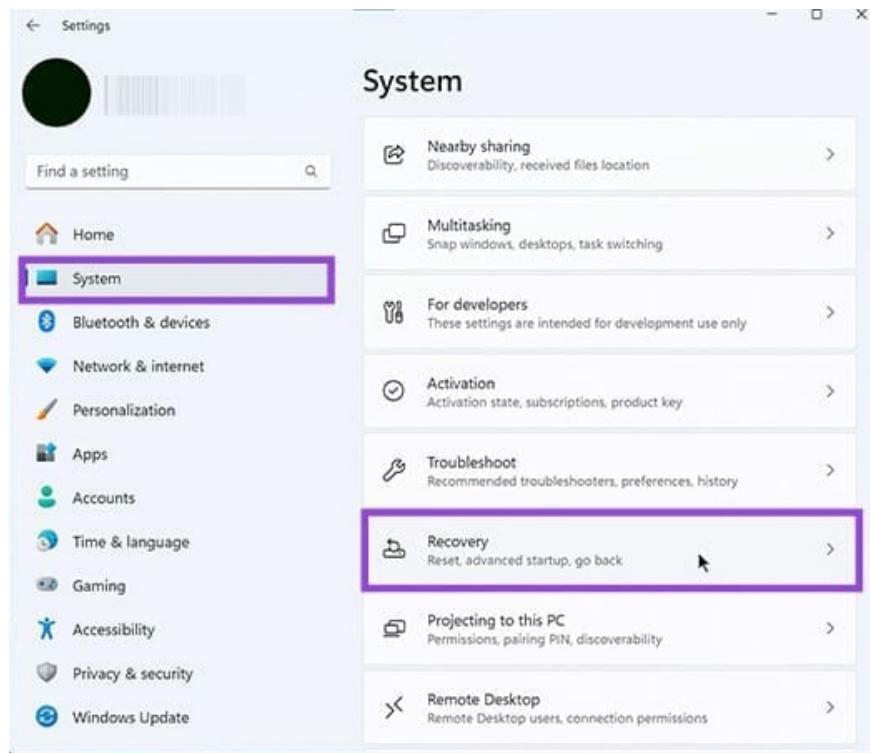 Settings
System
Find a setting
Home
System
Bluetooth & devices
Network & internet
Personalization
Apps
Accounts
Time & language
Gaming
Accessibility
Privacy & security
Windows Update
Nearby sharing
Discoverability, received files location
Multitasking
Snap windows, desktops, task switching
For developers
These settings are intended for development use only
Activation
Activation state, subscriptions, product key
Troubleshoot
Recommended troubleshooters, preferences, history
Recovery
Reset, advanced startup, go back
Projecting to this PC
Permissions, pairing PIN, discoverability
Remote Desktop
Remote Desktop users, connection permissions